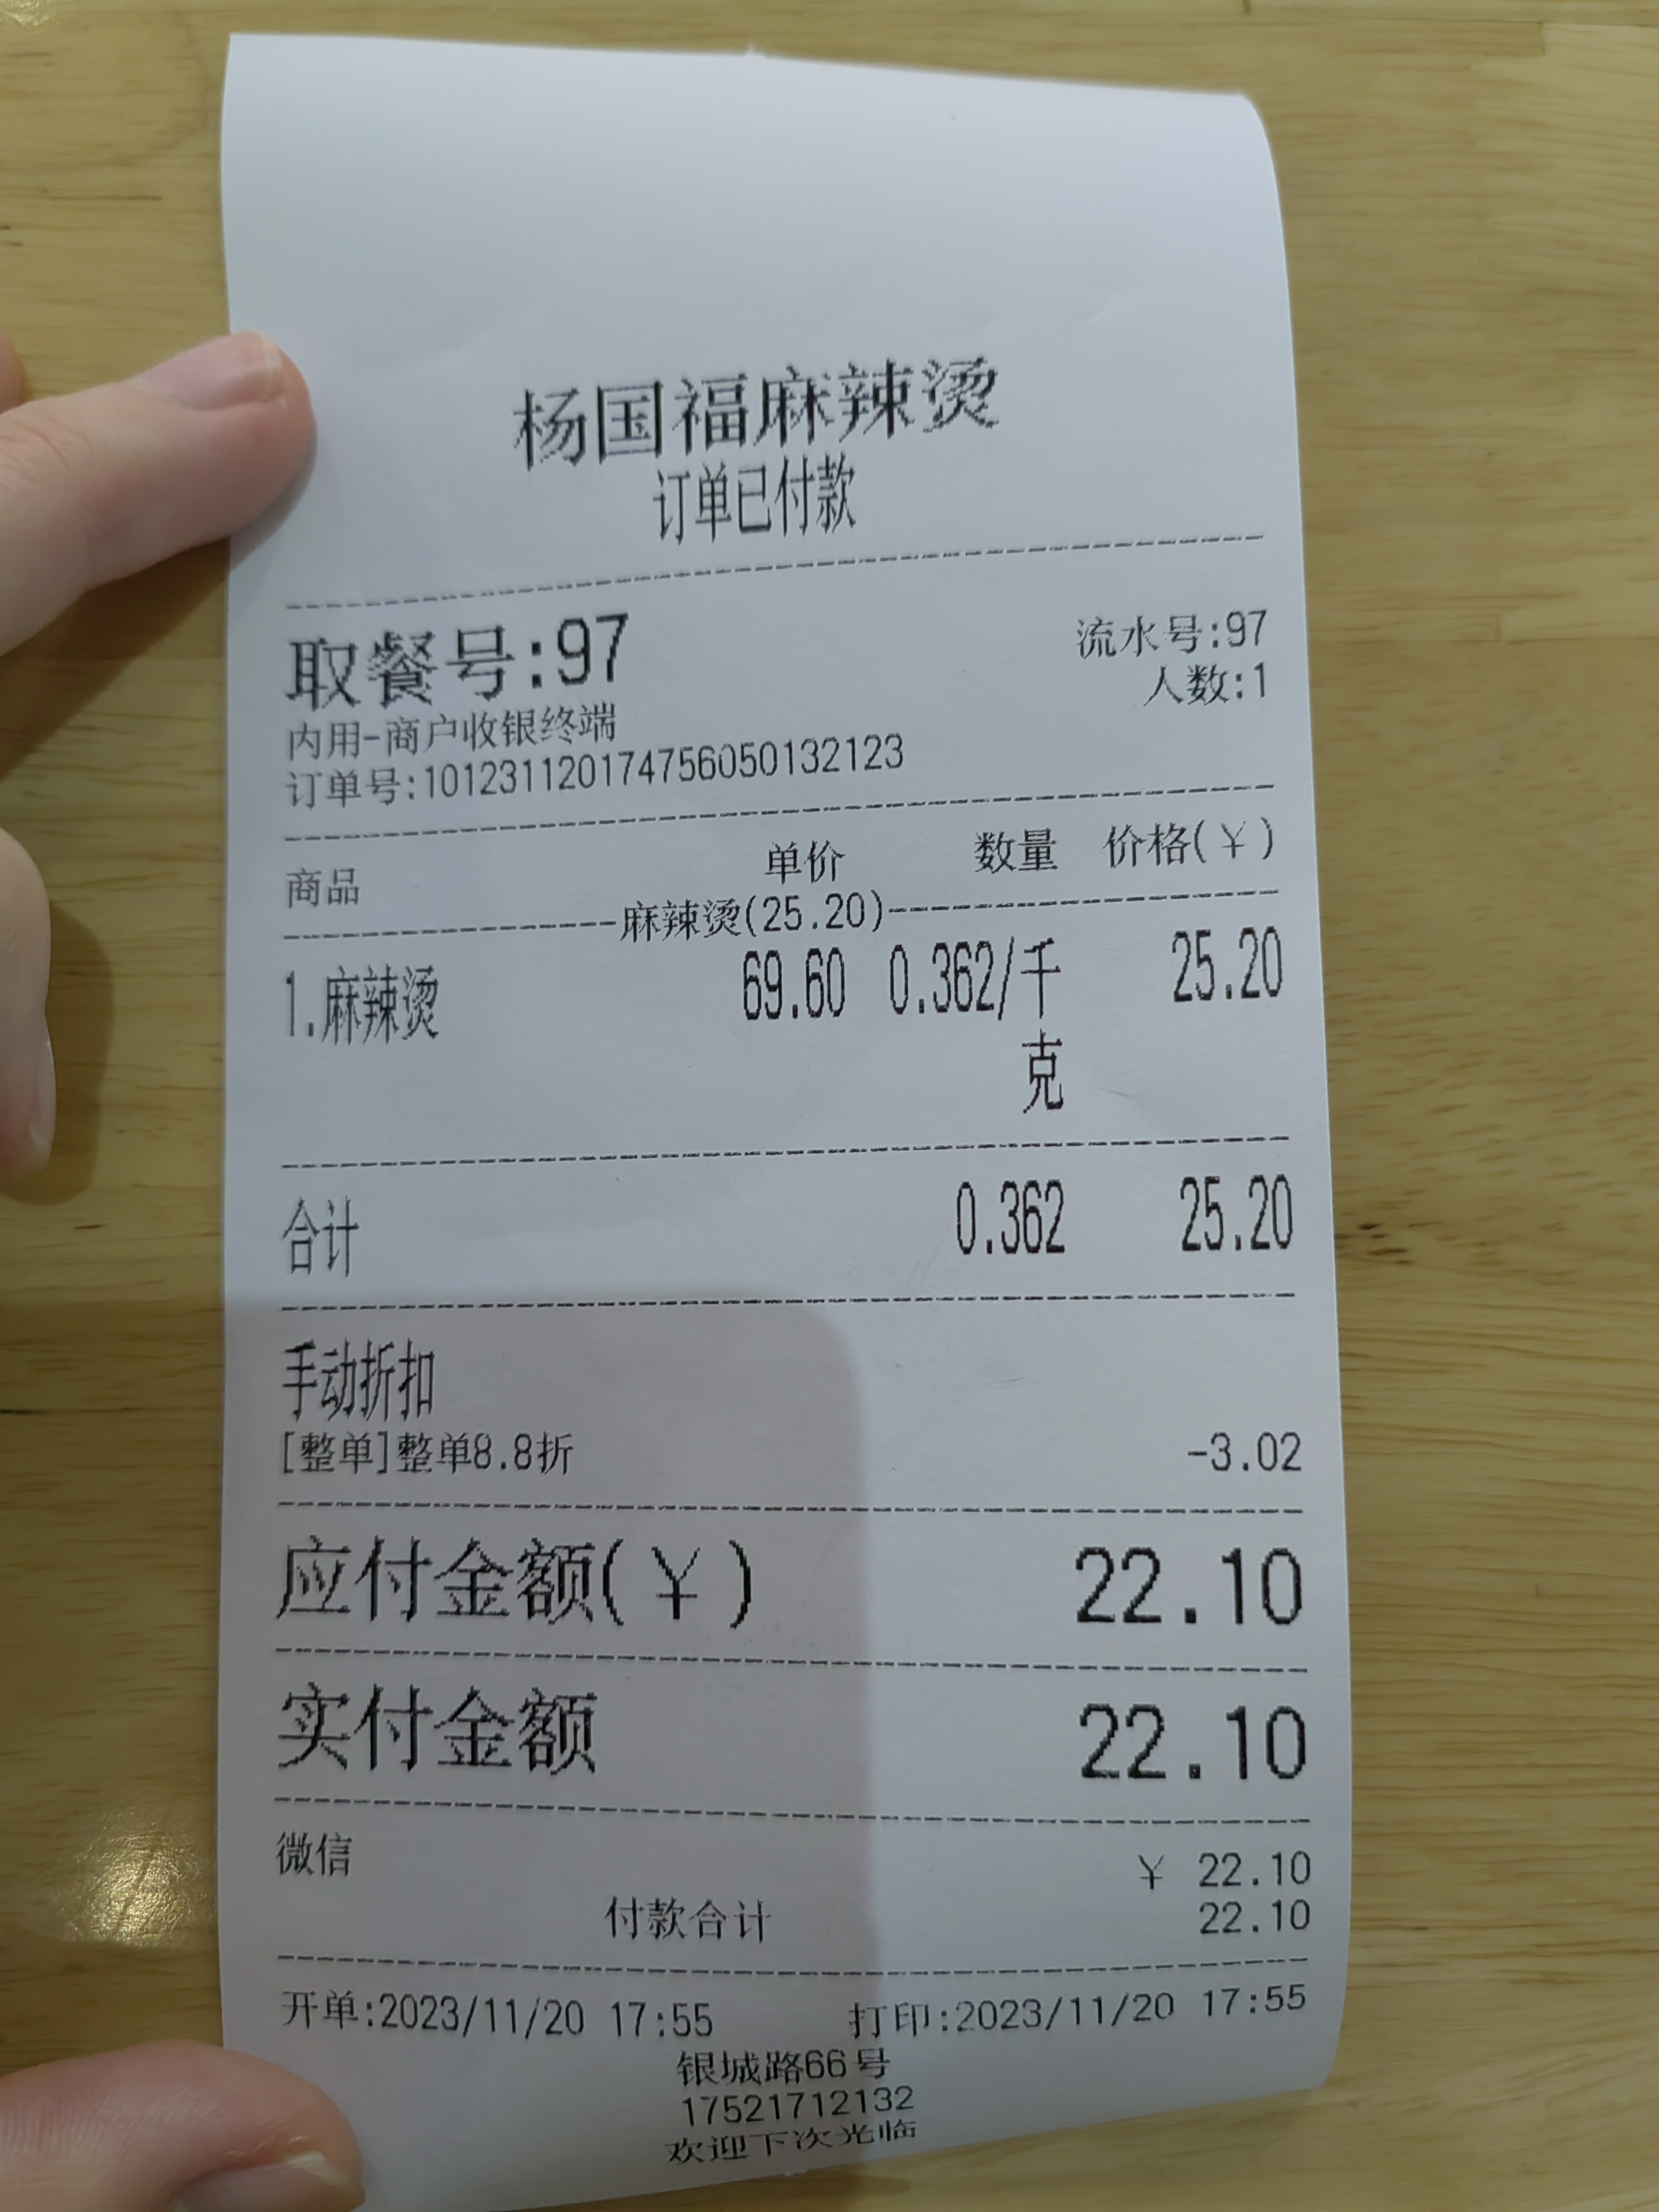 杨国福麻辣烫
订单已付款
取餐号:97 流水号:97
人数:1
内用-商户收银终端
订单号:101231120174756050132123
商品 单价 数量 价格(¥)
麻辣烫(25.20)
1.麻辣烫 69.60 0.362/千 25.20
克
合计 0.362 25.20
手动折扣
[整单]整单8.8折 -3.02
应付金额(¥) 22.10
实付金额 22.10
微信 ¥ 22.10
付款合计 22.10
开单:2023/11/20 17:55 打印:2023/11/20 17:55
银城路66号
17521712132
欢迎下次光临